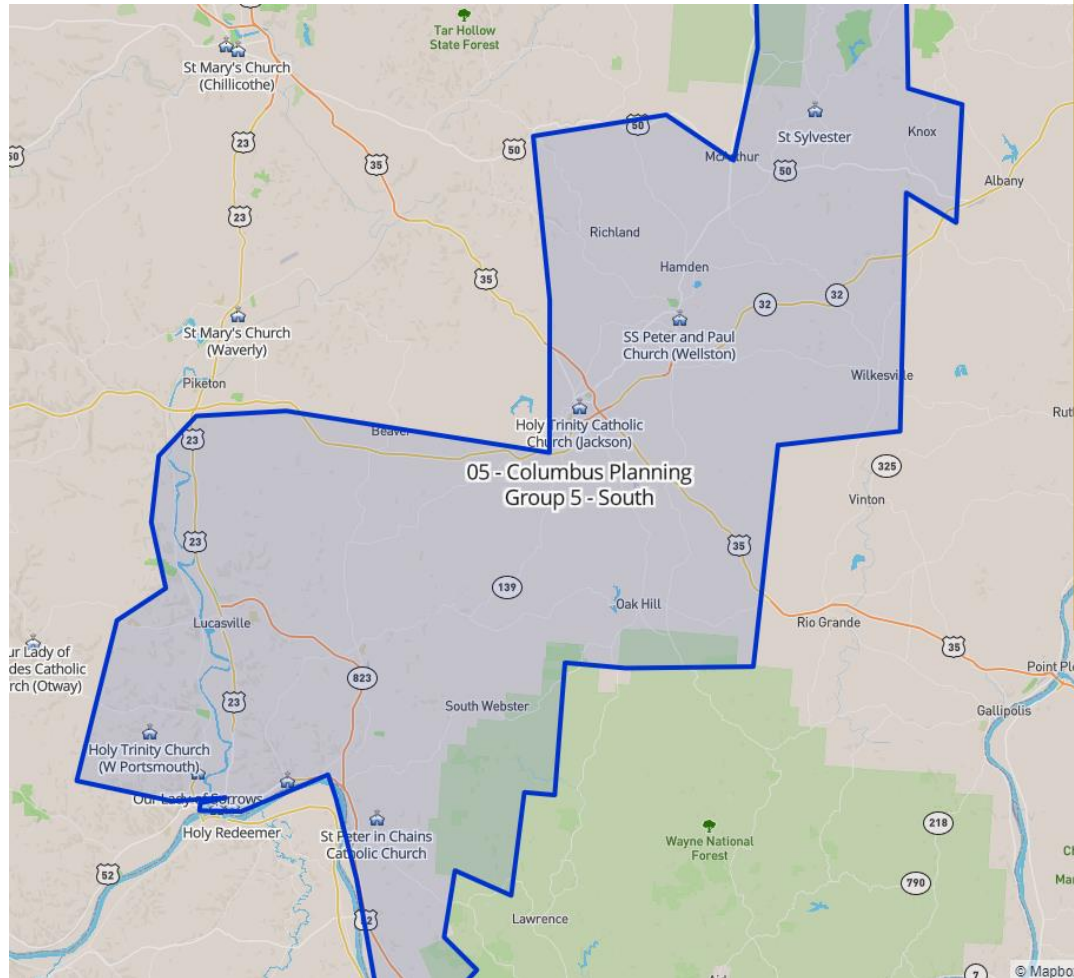 Tar Hollow
State Forest
St Mary's Church
(Chillicothe)
50
23
50
35
50
McArthur
50
St Sylvester
Knox
Albany
23
Richland
35
Hamden
32
32
St Mary's Church
(Waverly)
SS Peter and Paul
Church (Wellston)
Piketon
Wilkesville
Beaver
Holy Trinity Catholic
Church (Jackson)
23
05 - Columbus Planning
Group 5 - South
325
Vinton
23
35
139
Oak Hill
Lucasville
Rio Grande
35
ur Lady of
des Catholic
rch (Otway)
Point Ple
823
23
South Webster
Gallipolis
Holy Trinity Church
(W Portsmouth)
Our Lady of Sorrows
Holy Redeemer
St Peter in Chains
Catholic Church
Wayne National
Forest
218
52
790
Lawrence
7
© Mapbo